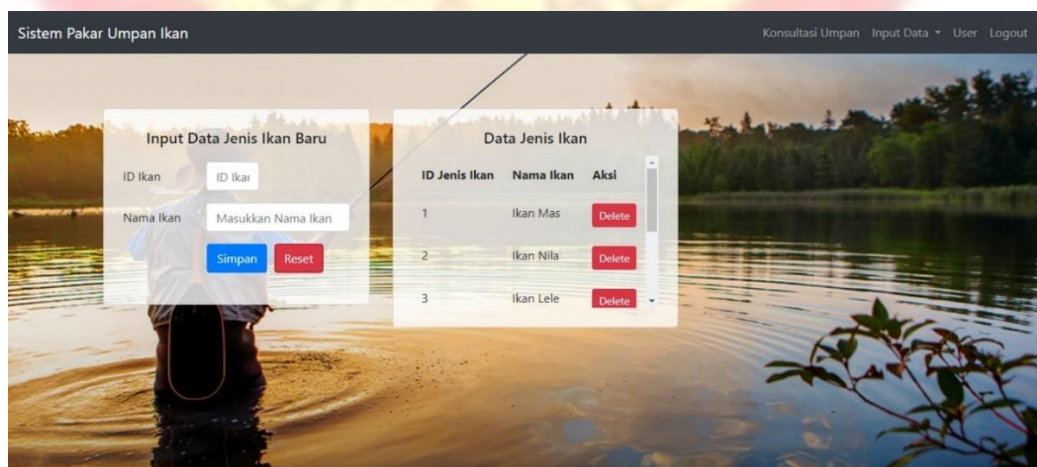 Sistem Pakar Umpan Ikan
Konsultasi Umpan Input Data User Logout
Input Data Jenis Ikan Baru
ID Ikan
ID Ikan
Nama Ikan
Masukkan Nama Ikan
Simpan Reset
Data Jenis Ikan
ID Jenis Ikan Nama Ikan Aksi
1 Ikan Mas Delete
2 Ikan Nila Delete
3 Ikan Lele Delete